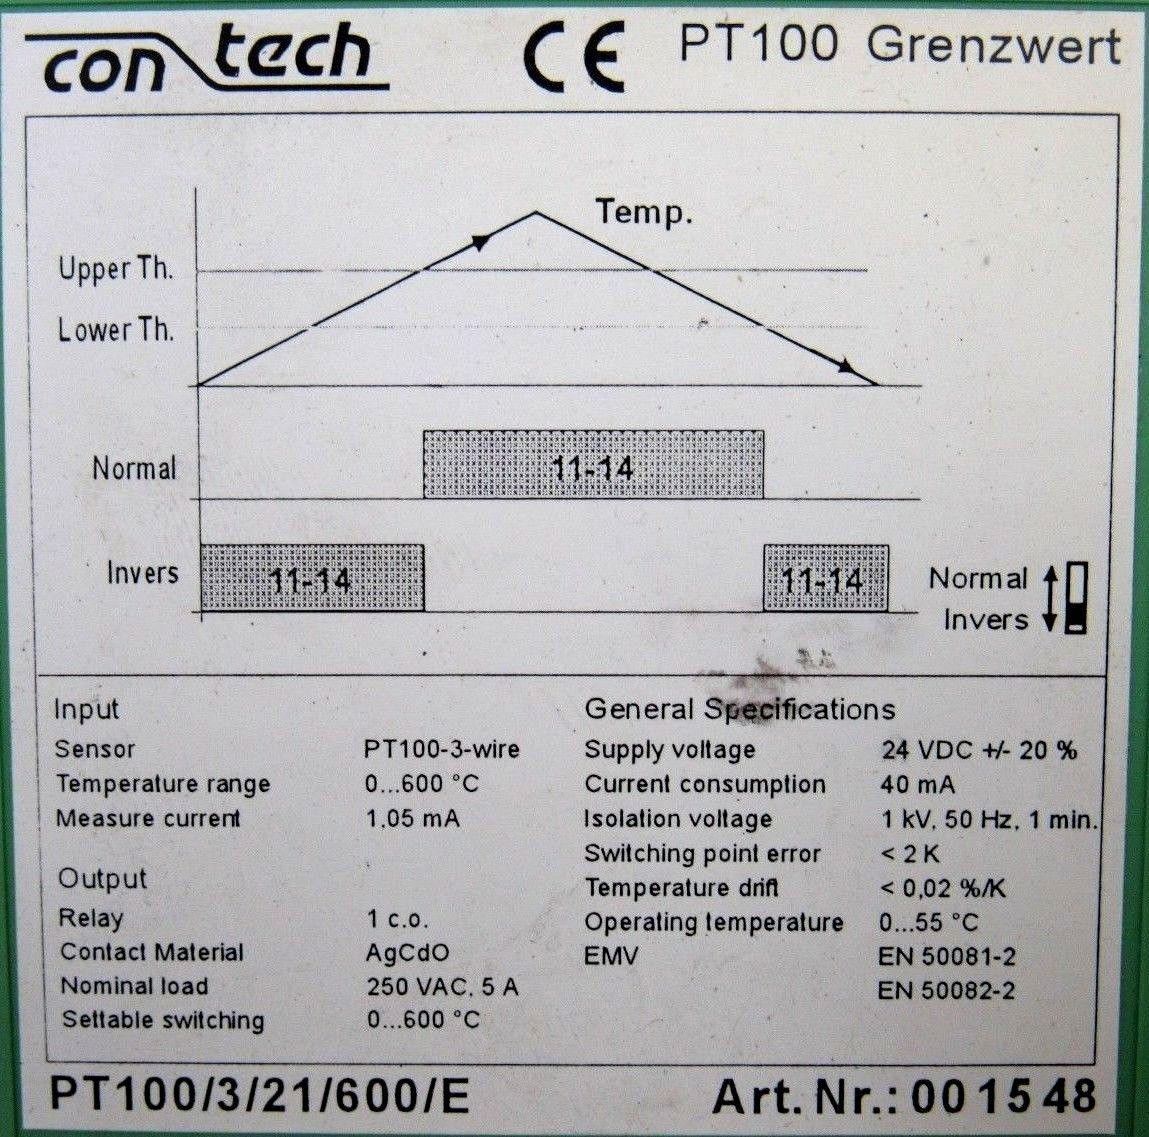 con tech
CE PT100 Grenzwert
Temp.
Upper Th.
Lower Th.
Normal 11-14
Invers 11-14 11-14
Normal
Invers
Input
Sensor PT100-3-wire
Temperature range 0...600 °C
Measure current 1,05 mA
Output
Relay 1 c.o.
Contact Material AgCdO
Nominal load 250 VAC, 5 A
Settable switching 0...600 °C
General Specifications
Supply voltage 24 VDC +/- 20 %
Current consumption 40 mA
Isolation voltage 1 kV, 50 Hz, 1 min.
Switching point error < 2 K
Temperature drift < 0,02 %/K
Operating temperature 0...55 °C
EMV EN 50081-2
EN 50082-2
PT100/3/21/600/E Art. Nr.: 001548